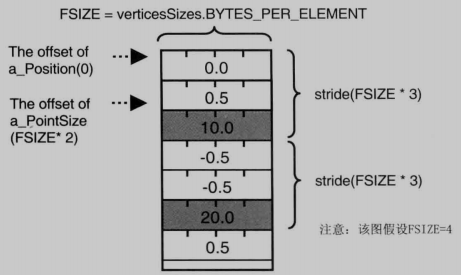 FSIZE = verticesSizes.BYTES_PER_ELEMENT
The offset of
a_Position(0)
0.0
0.5
stride(FSIZE * 3)
The offset of
a_PointSize
(FSIZE* 2)
10.0
-0.5
-0.5
stride(FSIZE * 3)
20.0
注意：该图假设FSIZE=4
0.5